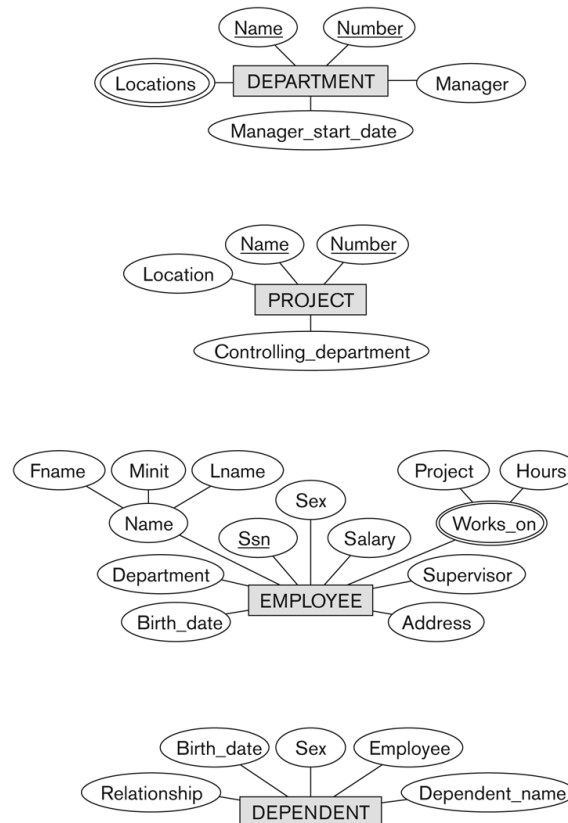 Name Number
Locations DEPARTMENT Manager
Manager_start_date
Name Number
Location
PROJECT
Controlling_department
Fname Minit Lname Project Hours
Sex
Name Works_on
Ssn Salary
Department Supervisor
EMPLOYEE
Birth_date Address
Birth_date Sex Employee
Relationship Dependent_name
DEPENDENT